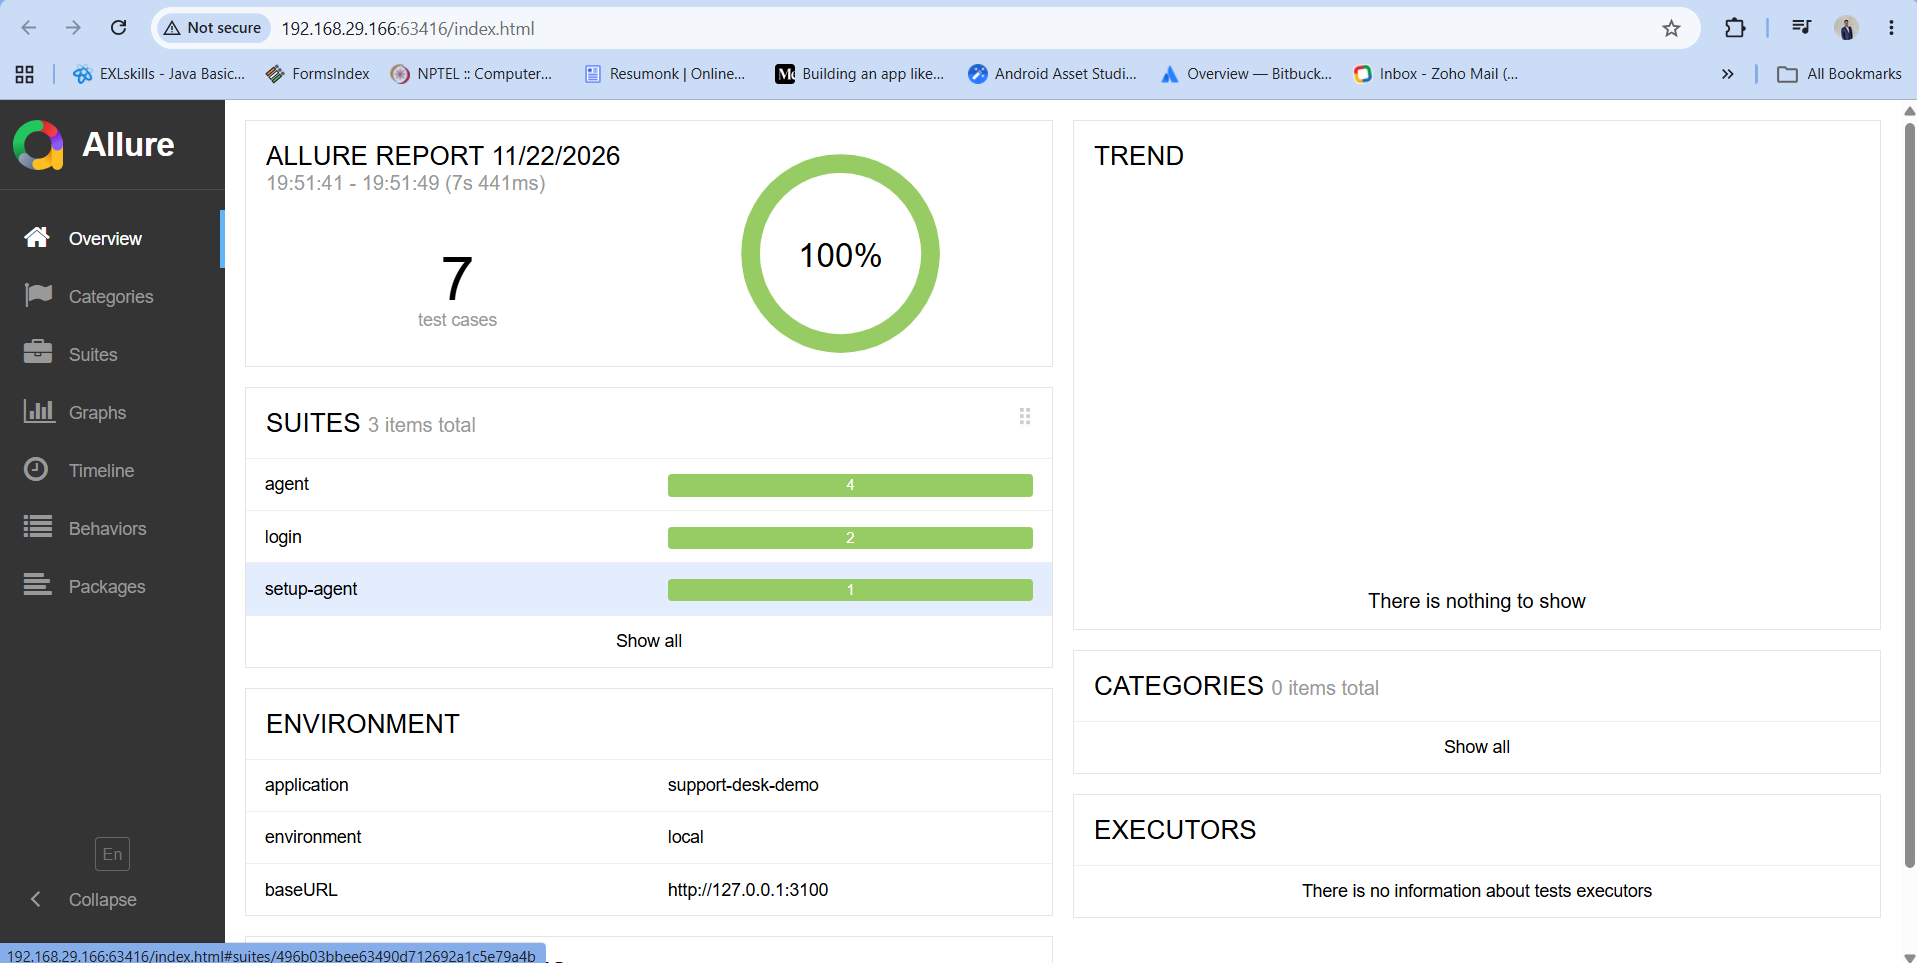 Not secure
192.168.29.166:63416/index.html
EXLskills - Java Basic...
FormsIndex
NPTEL :: Computer...
Resumonk | Online...
Building an app like...
Android Asset Studi...
Overview — Bitbuck...
Inbox - Zoho Mail (...
»
All Bookmarks
Allure
Overview
Categories
Suites
Graphs
Timeline
Behaviors
Packages
En
Collapse
ALLURE REPORT 11/22/2026
19:51:41 - 19:51:49 (7s 441ms)
7
test cases
100%
SUITES 3 items total
agent 4
login 2
setup-agent 1
Show all
ENVIRONMENT
application support-desk-demo
environment local
baseURL http://127.0.0.1:3100
TREND
There is nothing to show
CATEGORIES 0 items total
Show all
EXECUTORS
There is no information about tests executors
192.168.29.166:63416/index.html#suites/496b03bbee63490d712692a1c5e79a4b